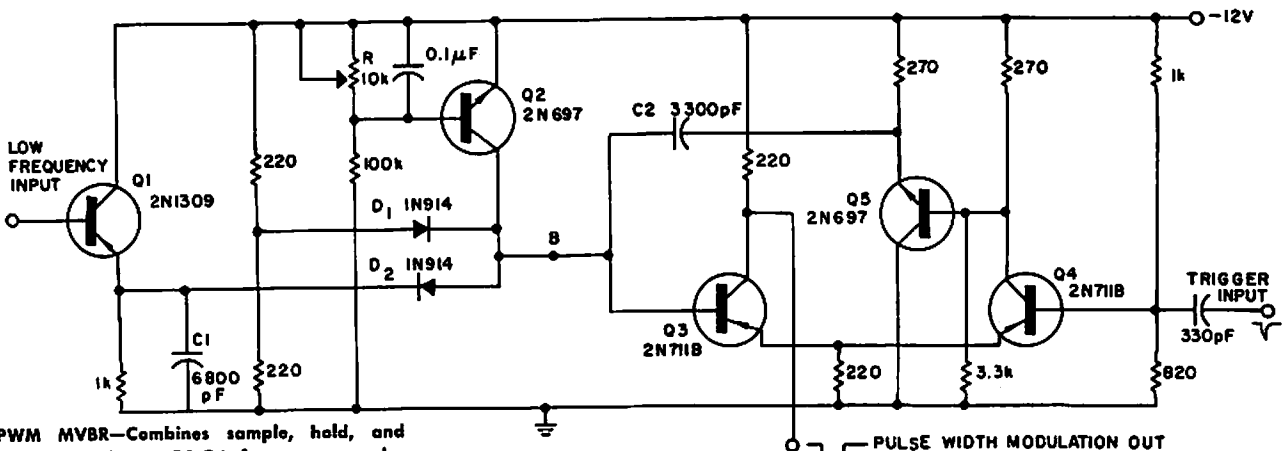 -12V
R
10k
0.1µF
270
270
1k
Q2
2N697
C2 3300pF
LOW
FREQUENCY
INPUT
Q1
2N1309
220
100k
220
Q5
2N697
D1 1N914
B
D2 1N914
Q4
2N711B
TRIGGER
INPUT
330pF
Q3
2N711B
C1
6800
pF
1k
220
220
3.3k
820
PWM MVBR—Combines sample, hold, and
PULSE WIDTH MODULATION OUT